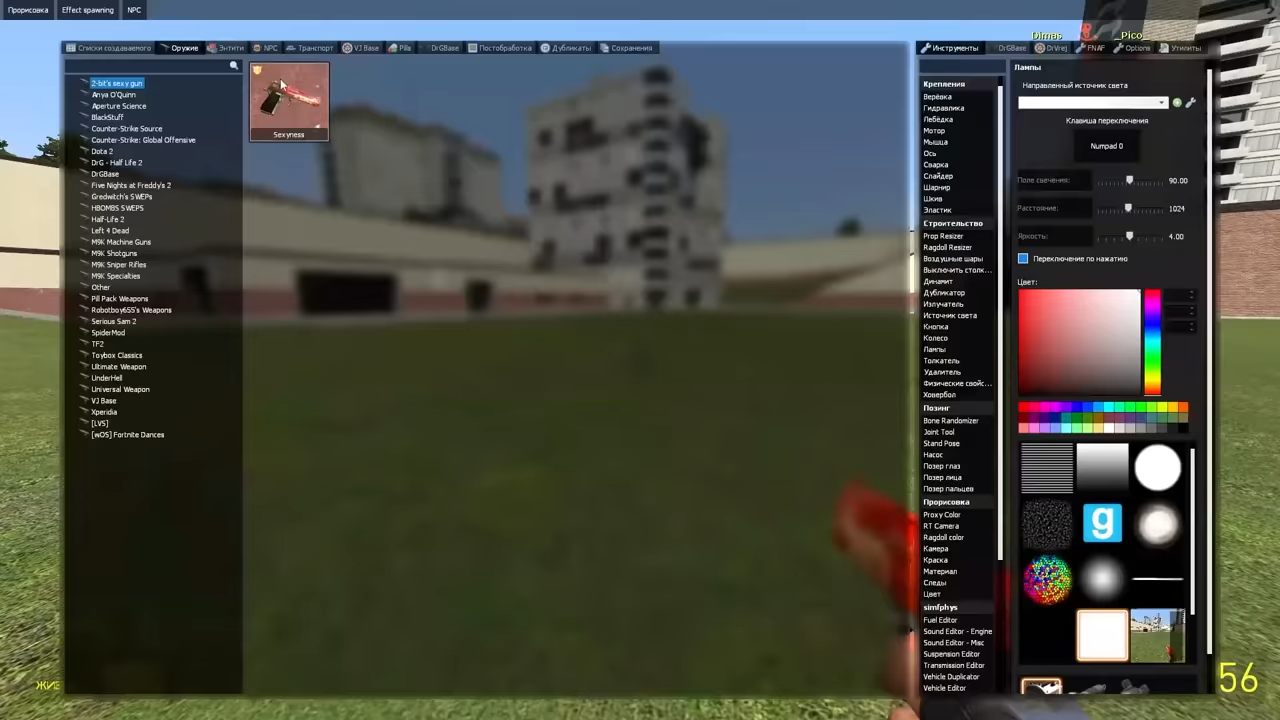 Прорисовка
Effect spawning
NPC
Dimas
_Pico_
Списки создаваемого
Оружие
Энтити
NPC
Транспорт
VJ Base
Pills
DrGBase
Постобработка
Дубликаты
Сохранения
Инструменты
DrGBase
DrVrej
FNAF
Options
Утилиты
2-bit's sexy gun
Anya O'Quinn
Aperture Science
BlackStuff
Counter-Strike Source
Counter-Strike: Global Offensive
Dota 2
DrG - Half Life 2
DrGBase
Five Nights at Freddy's 2
Gredwitch's SWEPs
HBOMBS SWEPS
Half-Life 2
Left 4 Dead
M9K Machine Guns
M9K Shotguns
M9K Sniper Rifles
M9K Specialties
Other
Pill Pack Weapons
Robotboy655's Weapons
Serious Sam 2
SpiderMod
TF2
Toybox Classics
Ultimate Weapon
UnderHell
Universal Weapon
VJ Base
Xperidia
[LVS]
[wOS] Fortnite Dances
Sexyness
Крепления
Верёвка
Гидравлика
Лебёдка
Мотор
Мышца
Ось
Сварка
Слайдер
Шарнир
Шкив
Эластик
Строительство
Prop Resizer
Ragdoll Resizer
Воздушные шары
Выключить столк...
Динамит
Дубликатор
Излучатель
Источник света
Кнопка
Колесо
Лампы
Толкатель
Удалитель
Физические свойс...
Ховербол
Позинг
Bone Randomizer
Joint Tool
Stand Pose
Насос
Позер глаз
Позер лица
Позер пальцев
Прорисовка
Proxy Color
RT Camera
Ragdoll color
Камера
Краска
Материал
Следы
Цвет
simfphys
Fuel Editor
Sound Editor - Engine
Sound Editor - Misc
Suspension Editor
Transmission Editor
Vehicle Duplicator
Vehicle Editor
Лампы
Направленный источник света
Клавиша переключения
Numpad 0
Поле свечения:
90.00
Расстояние:
1024
Яркость:
4.00
Переключение по нажатию
Цвет:
g
56